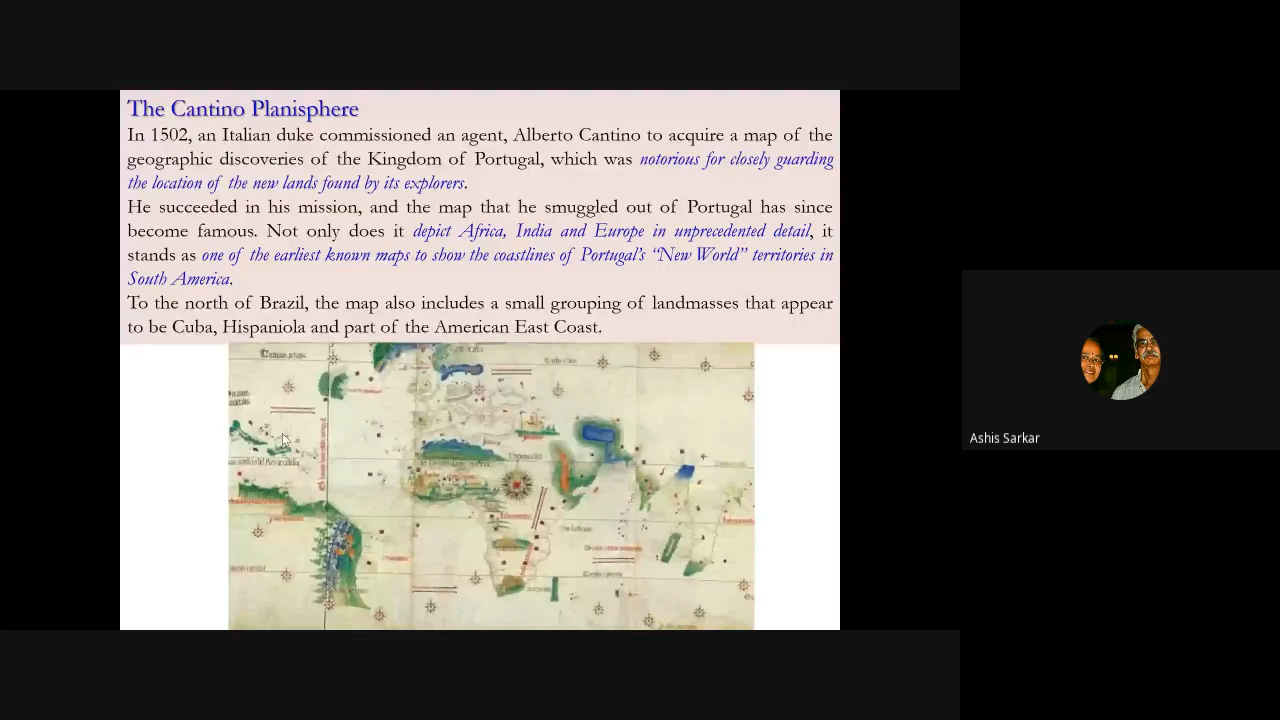 The Cantino Planisphere
In 1502, an Italian duke commissioned an agent, Alberto Cantino to acquire a map of the
geographic discoveries of the Kingdom of Portugal, which was notorious for closely guarding
the location of the new lands found by its explorers.
He succeeded in his mission, and the map that he smuggled out of Portugal has since
become famous. Not only does it depict Africa, India and Europe in unprecedented detail, it
stands as one of the earliest known maps to show the coastlines of Portugal's “New World” territories in
South America.
To the north of Brazil, the map also includes a small grouping of landmasses that appear
to be Cuba, Hispaniola and part of the American East Coast.
Ashis Sarkar